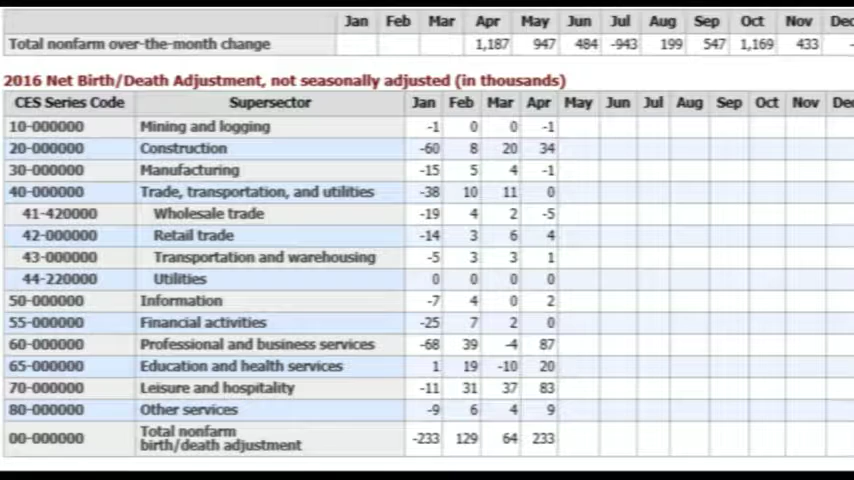 Jan Feb Mar Apr May Jun Jul Aug Sep Oct Nov Dec
Total nonfarm over-the-month change 1,187 947 484 -943 199 547 1,169 433 -
2016 Net Birth/Death Adjustment, not seasonally adjusted (in thousands)
CES Series Code Supersector Jan Feb Mar Apr May Jun Jul Aug Sep Oct Nov Dec
10-000000 Mining and logging -1 0 0 -1
20-000000 Construction -60 8 20 34
30-000000 Manufacturing -15 5 4 -1
40-000000 Trade, transportation, and utilities -38 10 11 0
41-420000 Wholesale trade -19 4 2 -5
42-000000 Retail trade -14 3 6 4
43-000000 Transportation and warehousing -5 3 3 1
44-220000 Utilities 0 0 0 0
50-000000 Information -7 4 0 2
55-000000 Financial activities -25 7 2 0
60-000000 Professional and business services -68 39 -4 87
65-000000 Education and health services 1 19 -10 20
70-000000 Leisure and hospitality -11 31 37 83
80-000000 Other services -9 6 4 9
00-000000 Total nonfarm birth/death adjustment -233 129 64 233